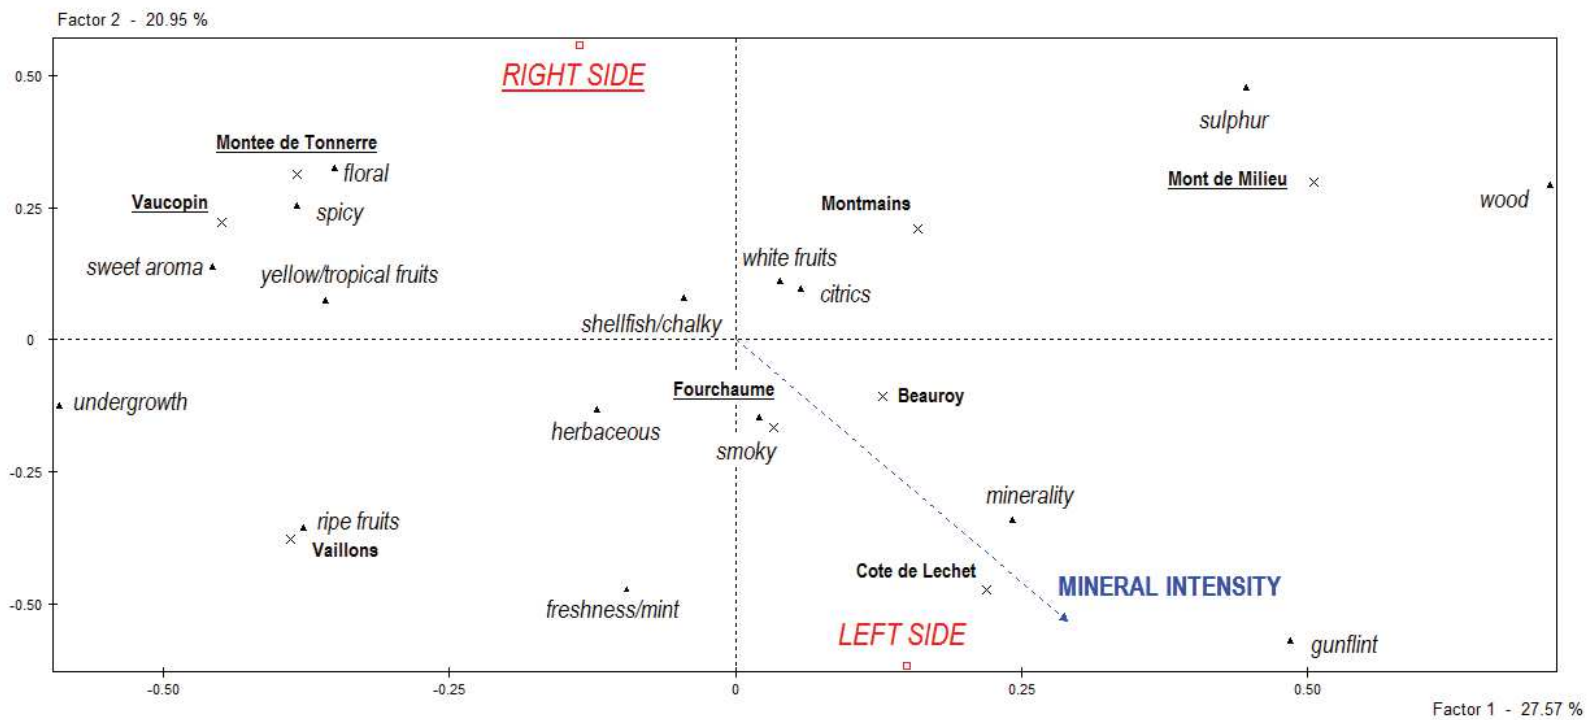 Factor 2 - 20.95 %
0.50
RIGHT SIDE
sulphur
Montee de Tonnerre
floral
Mont de Milieu
wood
Vaucopin
spicy
0.25
Montmains
sweet aroma
yellow/tropical fruits
white fruits
citrics
shellfish/chalky
0
undergrowth
Fourchaume
Beauroy
herbaceous
smoky
-0.25
minerality
ripe fruits
Vaillons
Cote de Lechet
MINERAL INTENSITY
-0.50
freshness/mint
LEFT SIDE
gunflint
-0.50
-0.25
0
0.25
0.50
Factor 1 - 27.57 %